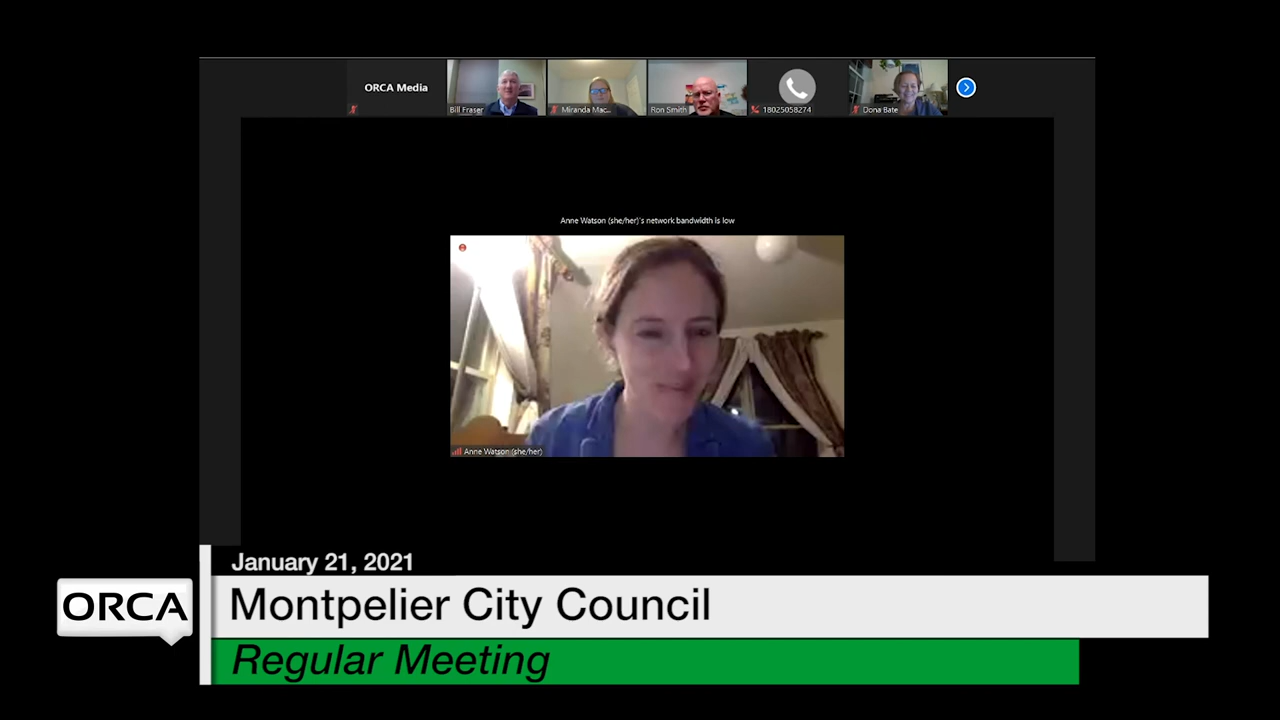 ORCA Media
Bill Fraser
Miranda Mac...
Ron Smith
18025058274
Dona Bate
Anne Watson (she/her)'s network bandwidth is low
Anne Watson (she/her)
January 21, 2021
ORCA
Montpelier City Council
Regular Meeting